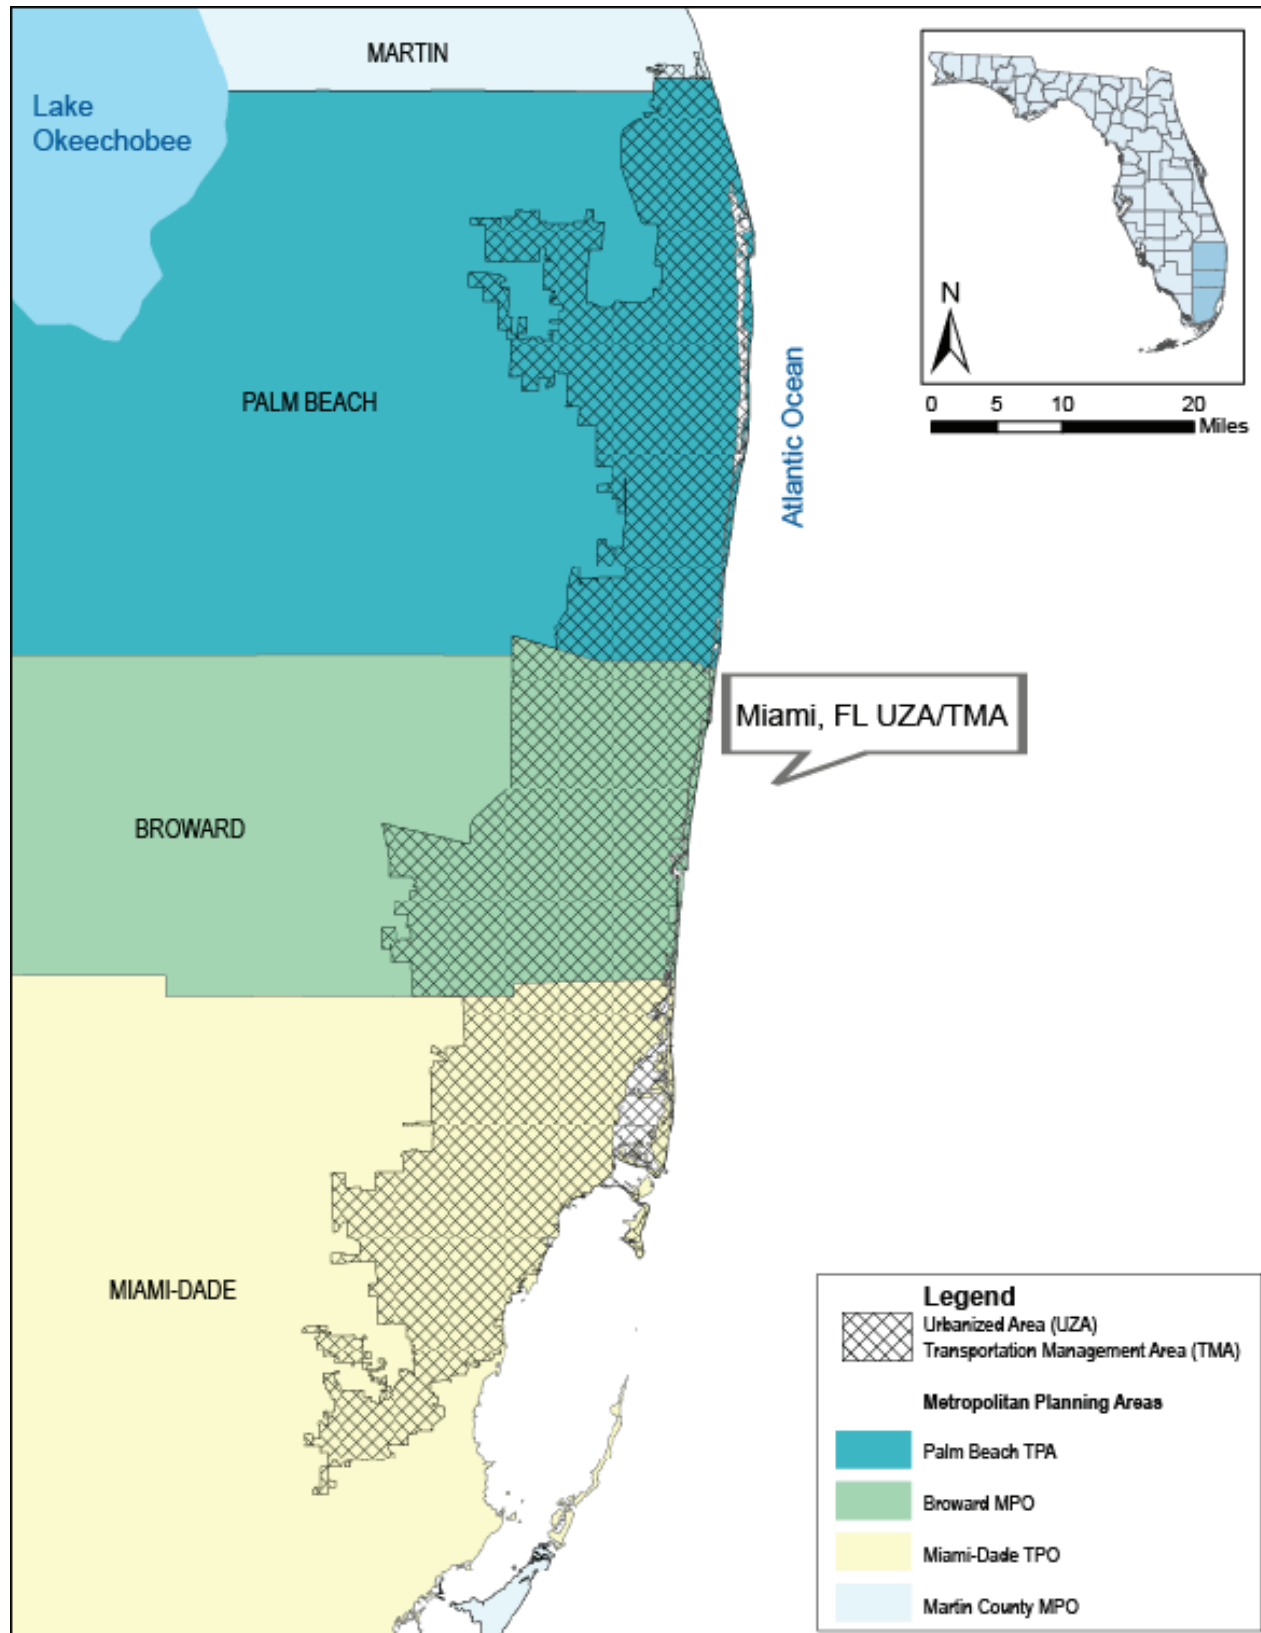 MARTIN
Lake
Okeechobee
N
PALM BEACH
Atlantic Ocean
0 5 10 20
Miles
Miami, FL UZA/TMA
BROWARD
MIAMI-DADE
Legend
Urbanized Area (UZA)
Transportation Management Area (TMA)
Metropolitan Planning Areas
Palm Beach TPA
Broward MPO
Miami-Dade TPO
Martin County MPO